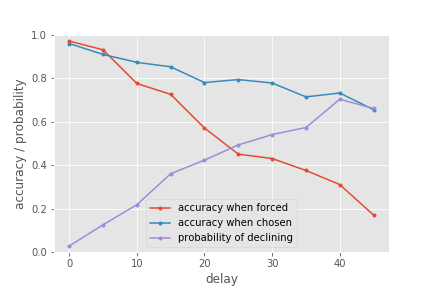 1.0
0.8
0.6
0.4
0.2
0.0
accuracy / probability
accuracy when forced
accuracy when chosen
probability of declining
0 10 20 30 40
delay